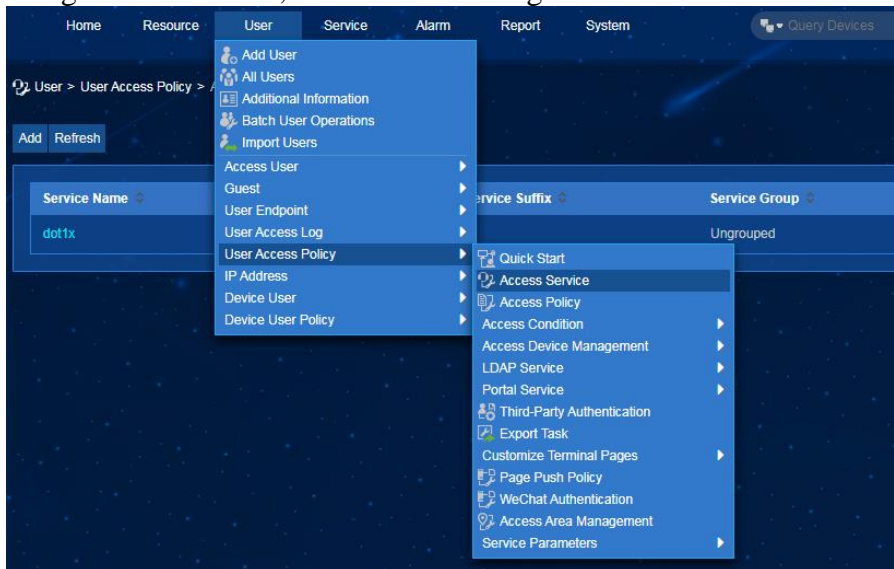 Home Resource User Service Alarm Report System Query Devices
User > User Access Policy >
Add Refresh
Service Name Service Suffix Service Group
dot1x Ungrouped
Add User
All Users
Additional Information
Batch User Operations
Import Users
Access User
Guest
User Endpoint
User Access Log
User Access Policy
IP Address
Device User
Device User Policy
Quick Start
Access Service
Access Policy
Access Condition
Access Device Management
LDAP Service
Portal Service
Third-Party Authentication
Export Task
Customize Terminal Pages
Page Push Policy
WeChat Authentication
Access Area Management
Service Parameters